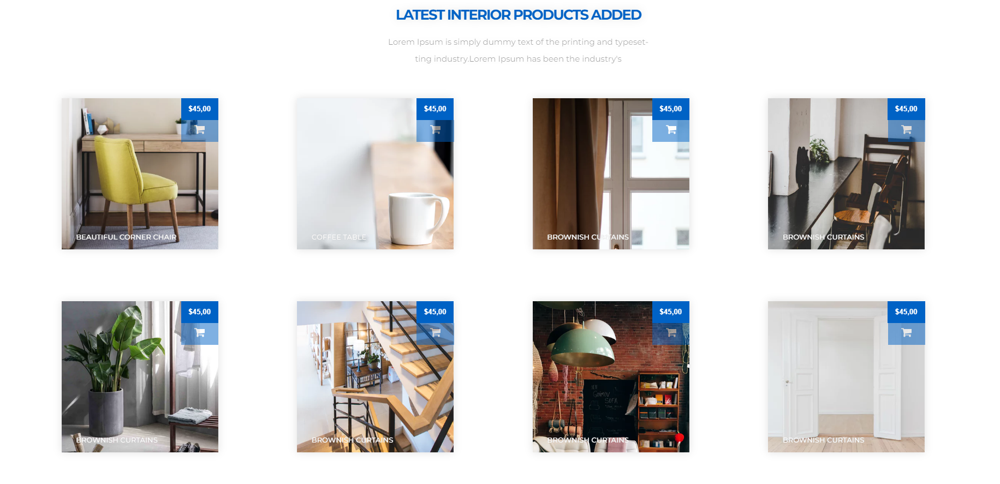 LATEST INTERIOR PRODUCTS ADDED
Lorem Ipsum is simply dummy text of the printing and typeset-
ting industry.Lorem Ipsum has been the industry's
$45,00
BEAUTIFUL CORNER CHAIR
$45,00
COFFEE TABLE
$45,00
BROWNISH CURTAINS
$45,00
BROWNISH CURTAINS
$45,00
BROWNISH CURTAINS
$45,00
BROWNISH CURTAINS
$45,00
GUIMOV
SOFA
BROWNISH CURTAINS
$45,00
BROWNISH CURTAINS